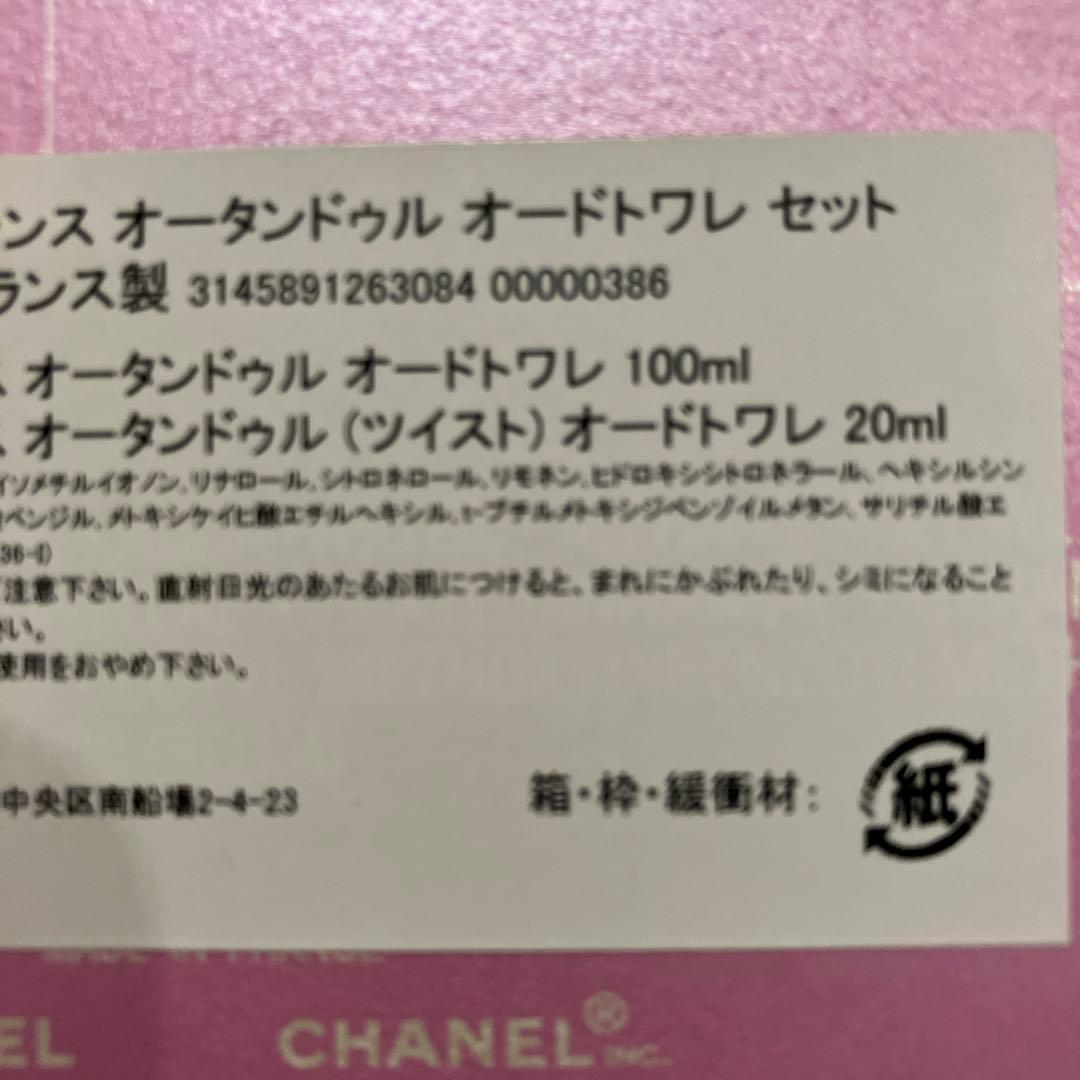 ンス オータンドゥル オードトワレ セット
ランス製 3145891263084 00000386
ス オータンドゥル オードトワレ 100ml
ス オータンドゥル (ツイスト) オードトワレ 20ml
イソメチルイオノン、リナロール、シトロネロール、リモネン、ヒドロキシシトロネラール、ヘキシルシン
ベンジル、メトキシケイヒ酸エチルヘキシル、t-ブチルメトキシジベンゾイルメタン、サリチル酸エ
36-I)
ご注意下さい。直射日光のあたるお肌につけると、まれにかぶれたり、シミになること
さい。
使用をおやめ下さい。
中央区南船場2-4-23
箱・枠・緩衝材：
紙
MADE IN FRANCE
EL
CHANEL® INC.